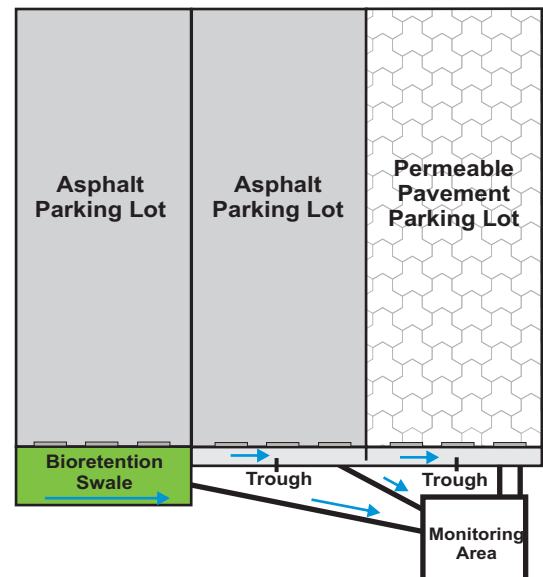 Asphalt
Parking Lot
Asphalt
Parking Lot
Permeable
Pavement
Parking Lot
Bioretention
Swale
Trough
Trough
Monitoring
Area